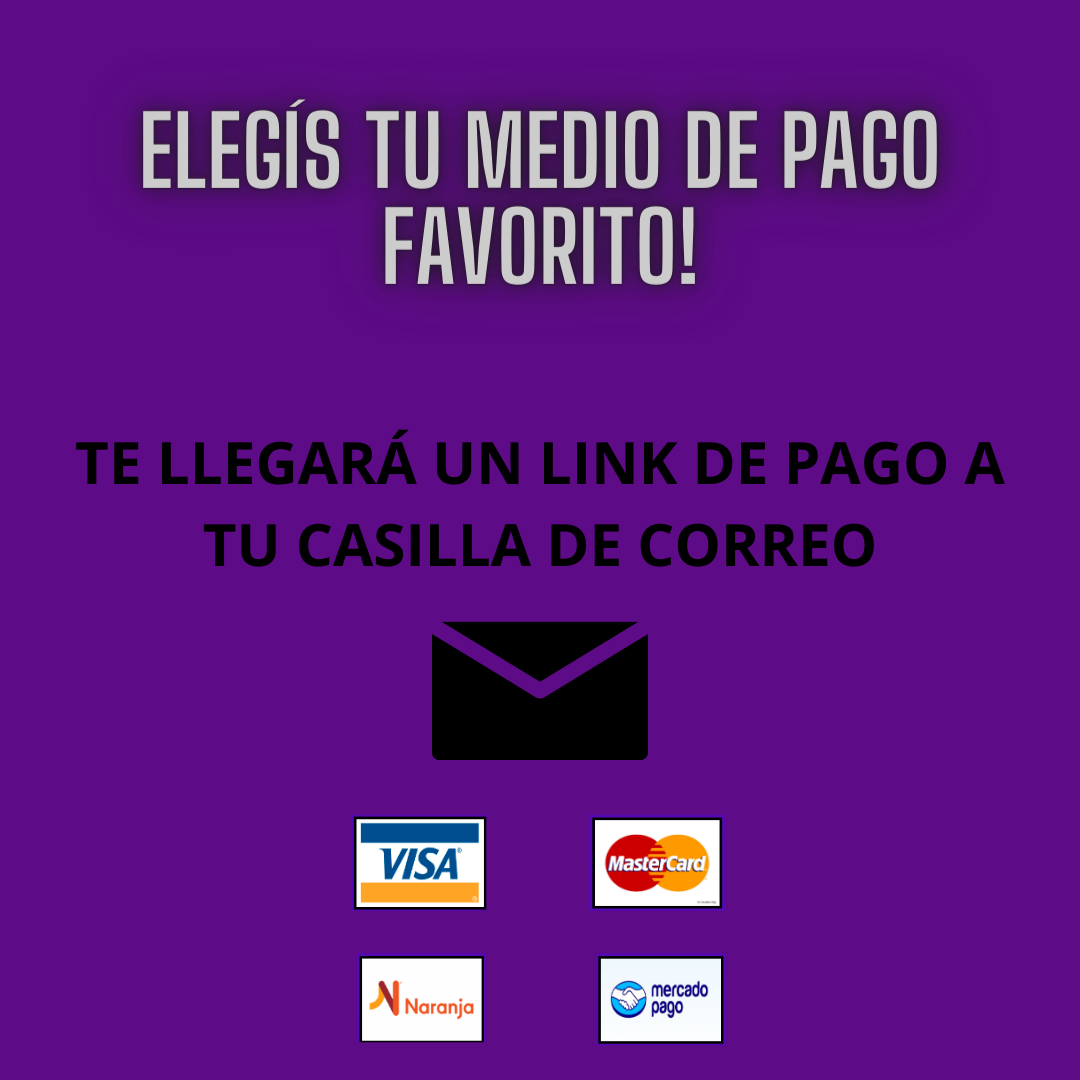 ELEGÍS TU MEDIO DE PAGO
FAVORITO!
TE LLEGARÁ UN LINK DE PAGO A
TU CASILLA DE CORREO
VISA
MasterCard
Naranja
mercado
pago